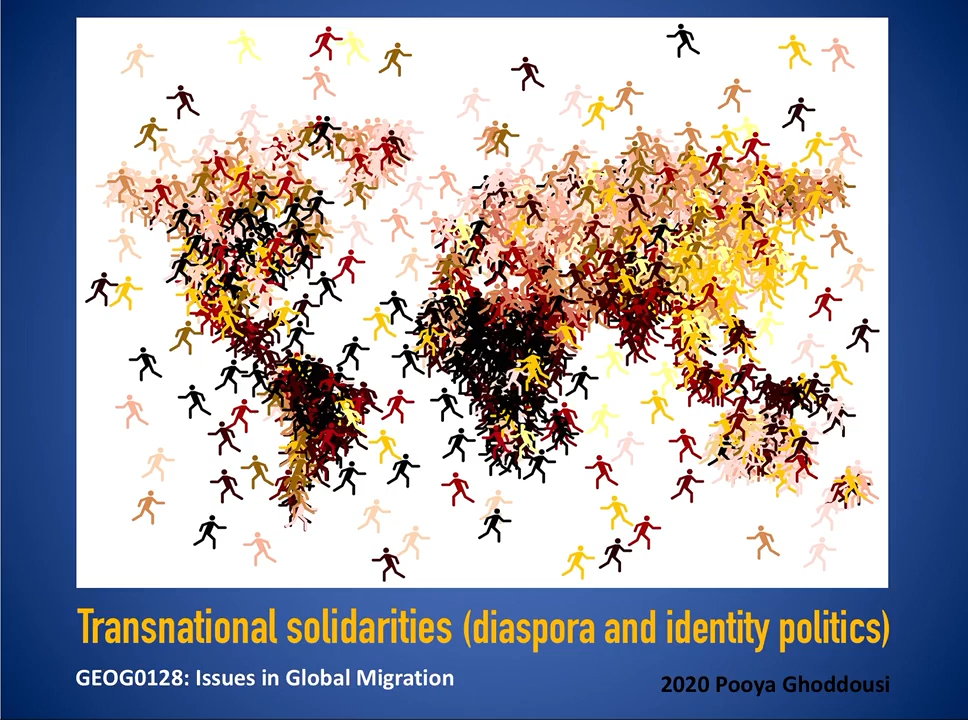 Transnational solidarities (diaspora and identity politics)
GEOG0128: Issues in Global Migration
2020 Pooya Ghoddousi